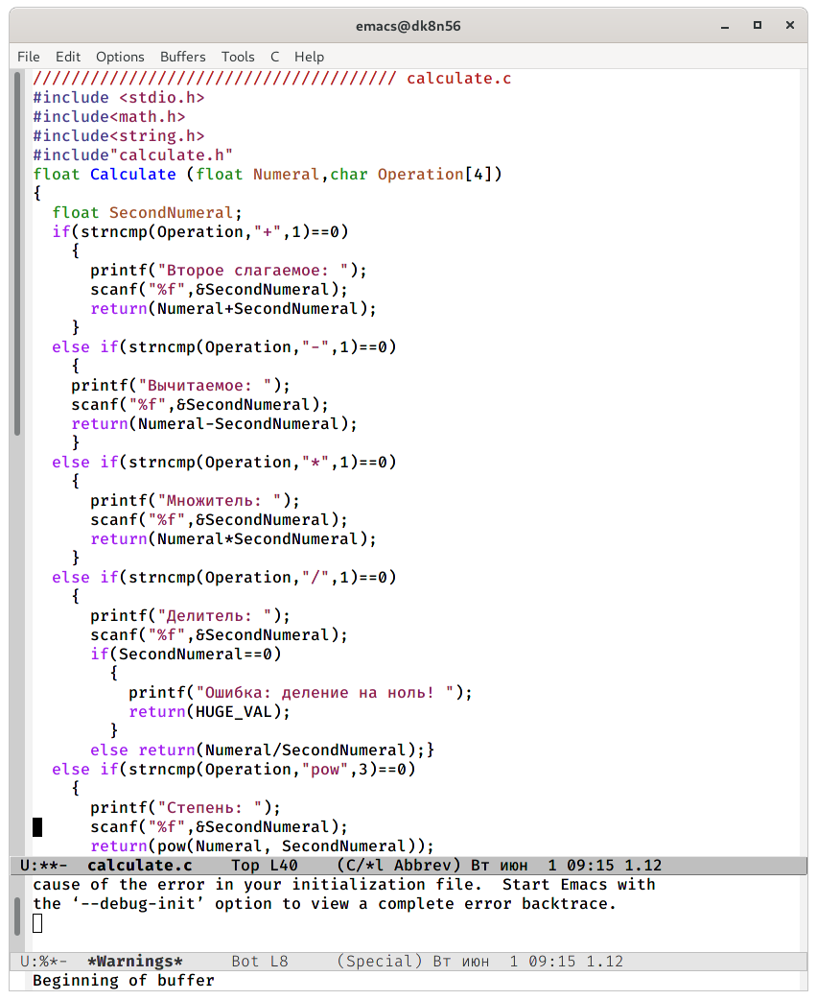 emacs@dk8n56
File Edit Options Buffers Tools C Help
////////////////////////////////////// calculate.c
#include <stdio.h>
#include<math.h>
#include<string.h>
#include"calculate.h"
float Calculate (float Numeral,char Operation[4])
{
  float SecondNumeral;
  if(strncmp(Operation,"+",1)==0)
    {
      printf("Второе слагаемое: ");
      scanf("%f",&SecondNumeral);
      return(Numeral+SecondNumeral);
    }
  else if(strncmp(Operation,"-",1)==0)
    {
    printf("Вычитаемое: ");
    scanf("%f",&SecondNumeral);
    return(Numeral-SecondNumeral);
    }
  else if(strncmp(Operation,"*",1)==0)
    {
      printf("Множитель: ");
      scanf("%f",&SecondNumeral);
      return(Numeral*SecondNumeral);
    }
  else if(strncmp(Operation,"/",1)==0)
    {
      printf("Делитель: ");
      scanf("%f",&SecondNumeral);
      if(SecondNumeral==0)
        {
          printf("Ошибка: деление на ноль! ");
          return(HUGE_VAL);
        }
      else return(Numeral/SecondNumeral);}
  else if(strncmp(Operation,"pow",3)==0)
    {
      printf("Степень: ");
      scanf("%f",&SecondNumeral);
      return(pow(Numeral, SecondNumeral));
U:**-  calculate.c    Top L40    (C/*l Abbrev) Вт июн  1 09:15 1.12
cause of the error in your initialization file.  Start Emacs with
the ‘--debug-init’ option to view a complete error backtrace.
U:%*-  *Warnings*     Bot L8     (Special) Вт июн  1 09:15 1.12
Beginning of buffer